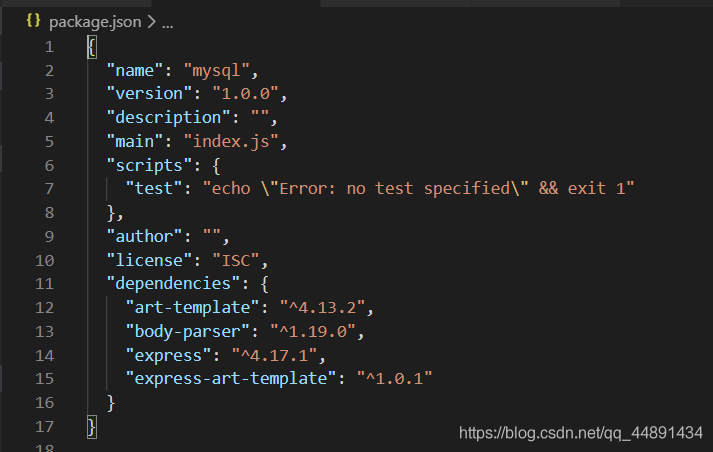 {} package.json > ...
1 {
2 "name": "mysql",
3 "version": "1.0.0",
4 "description": "",
5 "main": "index.js",
6 "scripts": {
7 "test": "echo \"Error: no test specified\" && exit 1"
8 },
9 "author": "",
10 "license": "ISC",
11 "dependencies": {
12 "art-template": "^4.13.2",
13 "body-parser": "^1.19.0",
14 "express": "^4.17.1",
15 "express-art-template": "^1.0.1"
16 }
17 }
https://blog.csdn.net/qq_44891434
18